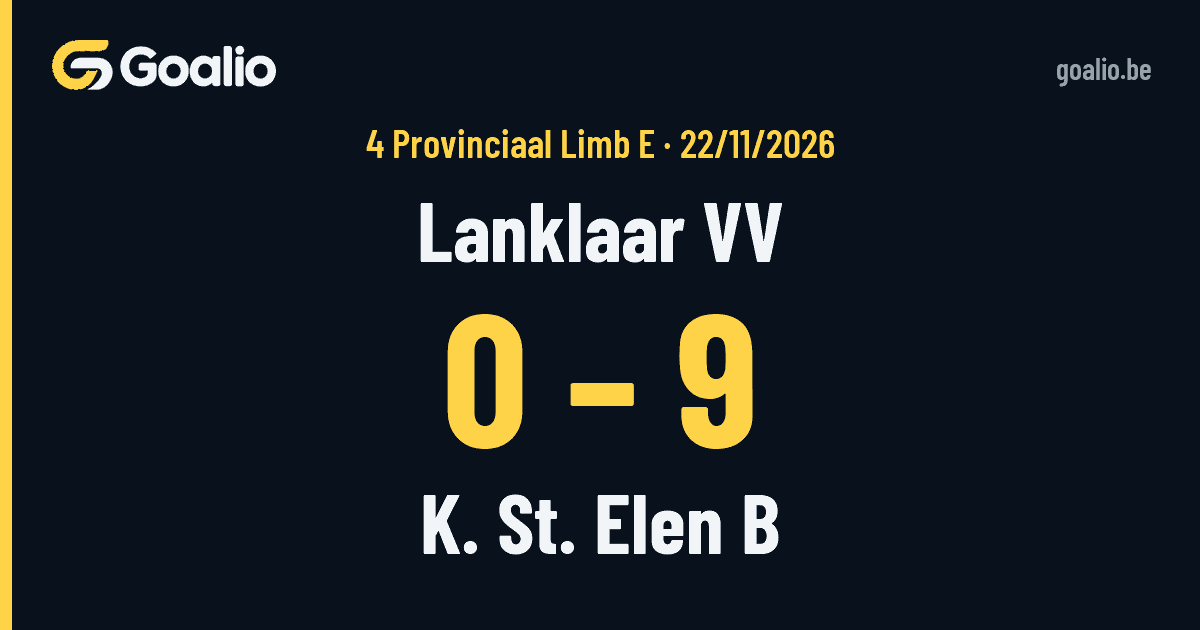 Goalio
goalio.be
4 Provinciaal Limb E · 22/11/2026
Lanklaar VV
0 – 9
K. St. Elen B